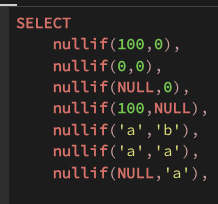 SELECT
    nullif(100,0),
    nullif(0,0),
    nullif(NULL,0),
    nullif(100,NULL),
    nullif('a','b'),
    nullif('a','a'),
    nullif(NULL,'a'),